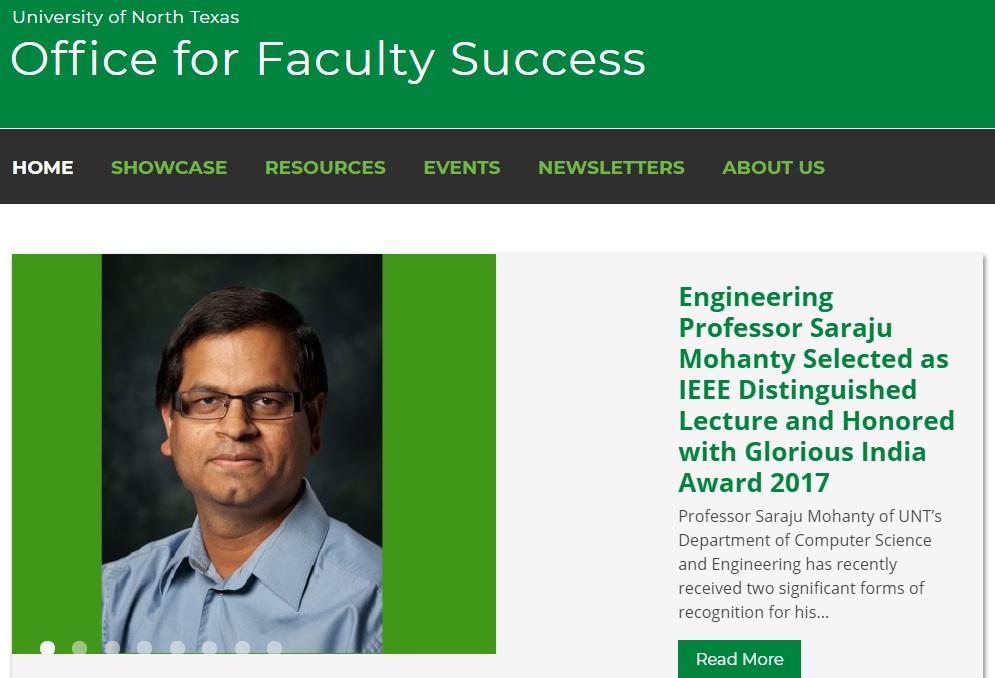 University of North Texas
Office for Faculty Success
HOME SHOWCASE RESOURCES EVENTS NEWSLETTERS ABOUT US
Engineering
Professor Saraju
Mohanty Selected as
IEEE Distinguished
Lecture and Honored
with Glorious India
Award 2017
Professor Saraju Mohanty of UNT’s
Department of Computer Science
and Engineering has recently
received two significant forms of
recognition for his...
Read More